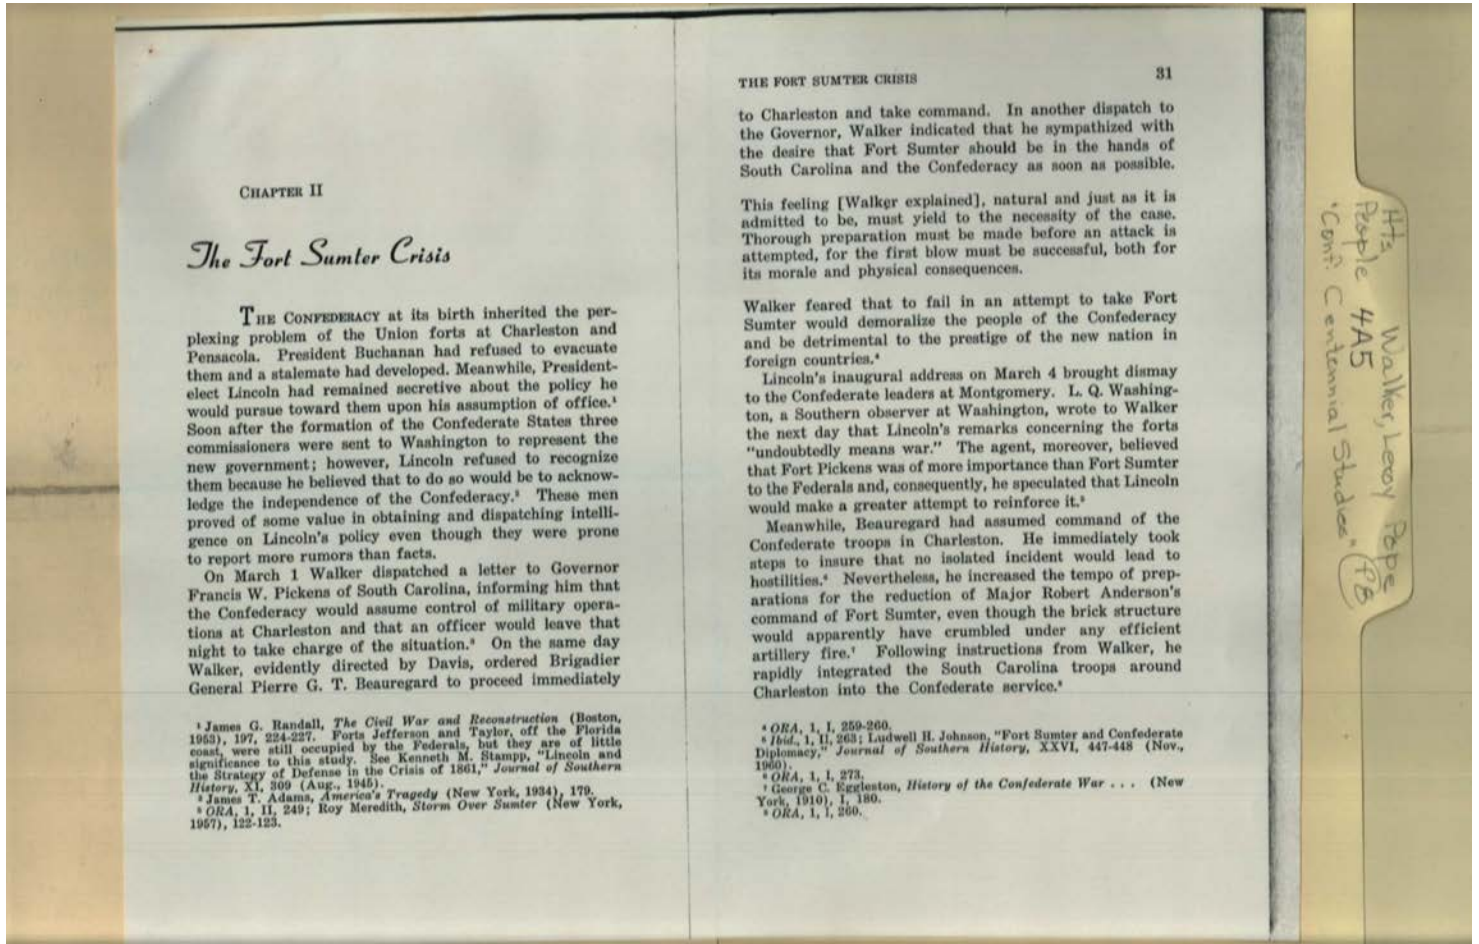 CHAPTER II
The Fort Sumter Crisis
THE CONFEDERACY at its birth inherited the per-
plexing problem of the Union forts at Charleston and
Pensacola. President Buchanan had refused to evacuate
them and a stalemate had developed. Meanwhile, President-
elect Lincoln had remained secretive about the policy he
would pursue toward them upon his assumption of office.¹
Soon after the formation of the Confederate States three
commissioners were sent to Washington to represent the
new government; however, Lincoln refused to recognize
them because he believed that to do so would be to acknow-
ledge the independence of the Confederacy.² These men
proved of some value in obtaining and dispatching intelli-
gence on Lincoln's policy even though they were prone
to report more rumors than facts.
On March 1 Walker dispatched a letter to Governor
Francis W. Pickens of South Carolina, informing him that
the Confederacy would assume control of military opera-
tions at Charleston and that an officer would leave that
night to take charge of the situation.³ On the same day
Walker, evidently directed by Davis, ordered Brigadier
General Pierre G. T. Beauregard to proceed immediately
¹ James G. Randall, The Civil War and Reconstruction (Boston,
1953), 197, 224-227. Forts Jefferson and Taylor, off the Florida
coast, were still occupied by the Federals, but they are of little
significance to this study. See Kenneth M. Stampp, "Lincoln and
the Strategy of Defense in the Crisis of 1861," Journal of Southern
History, XI, 309 (Aug., 1945).
² James T. Adams, America's Tragedy (New York, 1934), 179.
³ ORA, 1, II, 249; Roy Meredith, Storm Over Sumter (New York,
1957), 122-123.
THE FORT SUMTER CRISIS 31
to Charleston and take command. In another dispatch to
the Governor, Walker indicated that he sympathized with
the desire that Fort Sumter should be in the hands of
South Carolina and the Confederacy as soon as possible.
This feeling [Walker explained], natural and just as it is
admitted to be, must yield to the necessity of the case.
Thorough preparation must be made before an attack is
attempted, for the first blow must be successful, both for
its morale and physical consequences.
Walker feared that to fail in an attempt to take Fort
Sumter would demoralize the people of the Confederacy
and be detrimental to the prestige of the new nation in
foreign countries.⁴
Lincoln's inaugural address on March 4 brought dismay
to the Confederate leaders at Montgomery. L. Q. Washing-
ton, a Southern observer at Washington, wrote to Walker
the next day that Lincoln's remarks concerning the forts
"undoubtedly means war." The agent, moreover, believed
that Fort Pickens was of more importance than Fort Sumter
to the Federals and, consequently, he speculated that Lincoln
would make a greater attempt to reinforce it.⁵
Meanwhile, Beauregard had assumed command of the
Confederate troops in Charleston. He immediately took
steps to insure that no isolated incident would lead to
hostilities.⁶ Nevertheless, he increased the tempo of prep-
arations for the reduction of Major Robert Anderson's
command of Fort Sumter, even though the brick structure
would apparently have crumbled under any efficient
artillery fire.⁷ Following instructions from Walker, he
rapidly integrated the South Carolina troops around
Charleston into the Confederate service.⁸
⁴ ORA, 1, I, 259-260.
⁵ Ibid., 1, II, 263; Ludwell H. Johnson, "Fort Sumter and Confederate
Diplomacy," Journal of Southern History, XXVI, 447-448 (Nov.,
1960).
⁶ ORA, 1, I, 273.
⁷ George C. Eggleston, History of the Confederate War . . . (New
York, 1910), I, 180.
⁸ ORA, 1, I, 260.
Walker, Leroy Pope
People 4A5
"Conf. Centennial Studies" P8